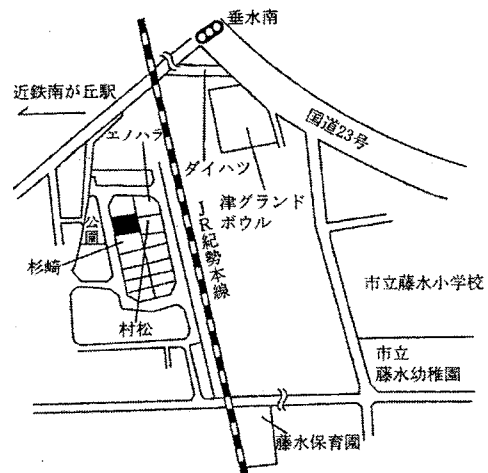 垂水南
近鉄南が丘駅
エノハラ
国道23号
ダイハツ
津グランド
ボウル
公園
JR紀勢本線
杉崎
市立藤水小学校
村松
市立
藤水幼稚園
藤水保育園